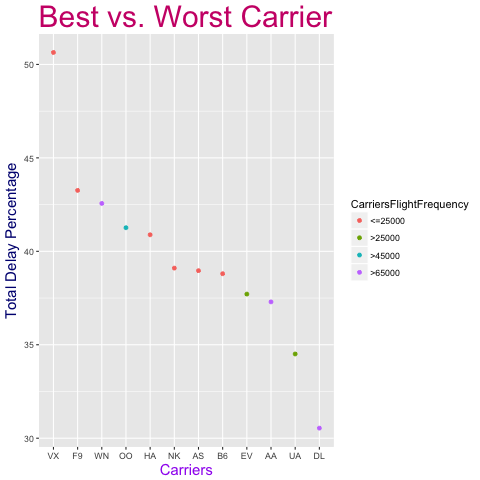 Best vs. Worst Carrier
Total Delay Percentage
50
45
40
35
30
VX F9 WN OO HA NK AS B6 EV AA UA DL
Carriers
CarriersFlightFrequency
<=25000
>25000
>45000
>65000